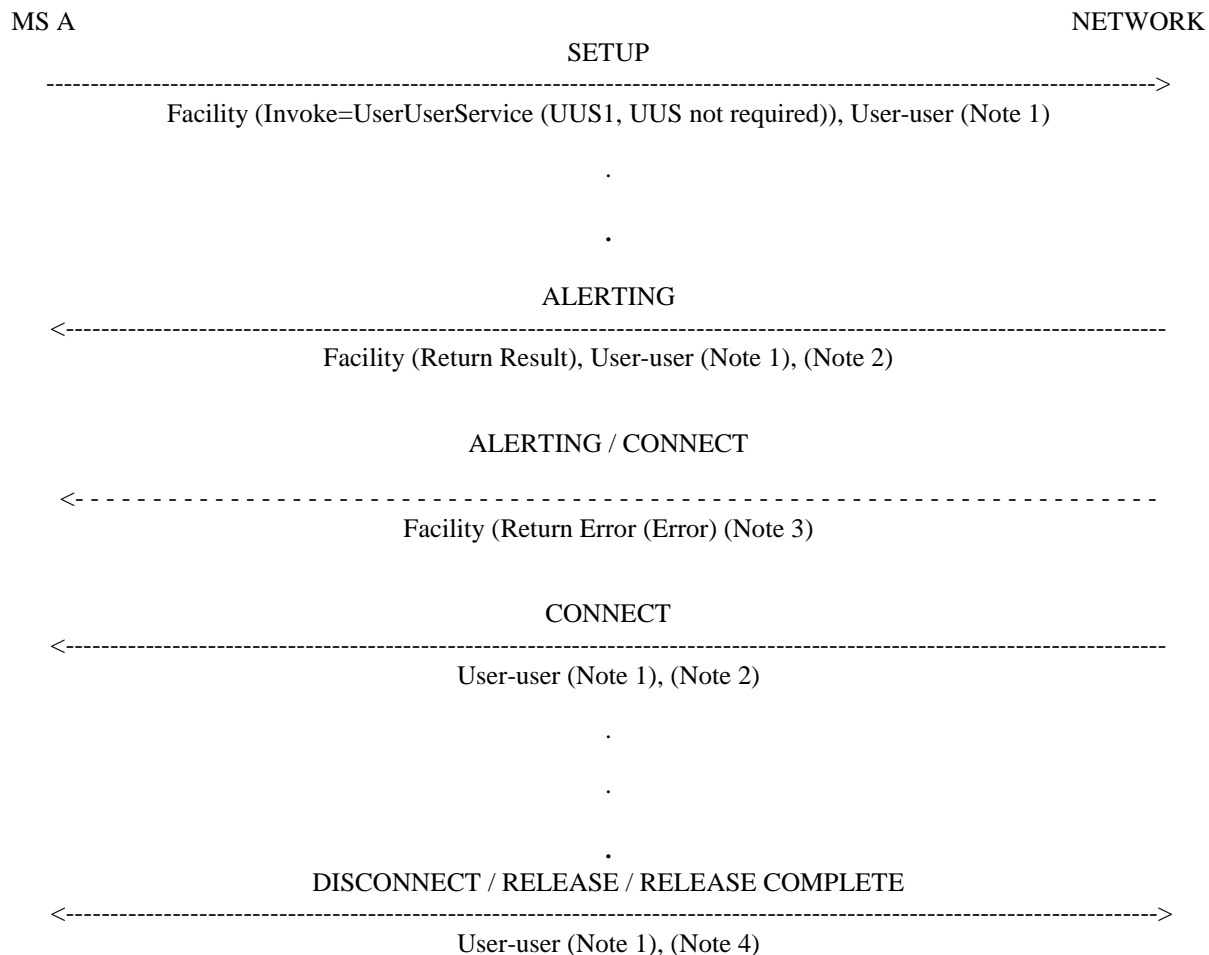 MS A NETWORK
SETUP
------------------------------------------------------------------------------------------------------------------------------->
Facility (Invoke=UserUserService (UUS1, UUS not required)), User-user (Note 1)
.
.
ALERTING
<-------------------------------------------------------------------------------------------------------------------------------
Facility (Return Result), User-user (Note 1), (Note 2)
ALERTING / CONNECT
<- - - - - - - - - - - - - - - - - - - - - - - - - - - - - - - - - - - - - - - - - - - - - - - - - - - - - - - - - - - - - - - - - - - - - -
Facility (Return Error (Error) (Note 3)
CONNECT
<-------------------------------------------------------------------------------------------------------------------------------
User-user (Note 1), (Note 2)
.
.
.
DISCONNECT / RELEASE / RELEASE COMPLETE
<------------------------------------------------------------------------------------------------------------------------------->
User-user (Note 1), (Note 4)